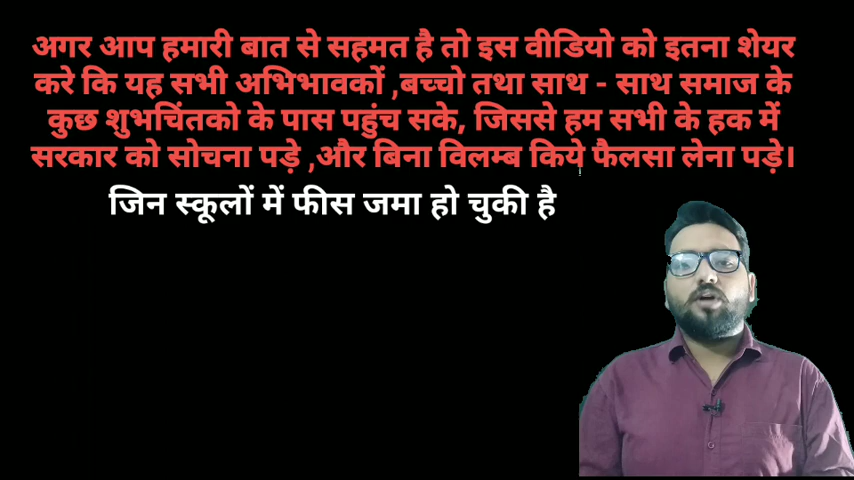 अगर आप हमारी बात से सहमत है तो इस वीडियो को इतना शेयर
करे कि यह सभी अभिभावकों ,बच्चो तथा साथ - साथ समाज के
कुछ शुभचिंतको के पास पहुंच सके, जिससे हम सभी के हक में
सरकार को सोचना पड़े ,और बिना विलम्ब किये फैलसा लेना पड़े।
जिन स्कूलों में फीस जमा हो चुकी है